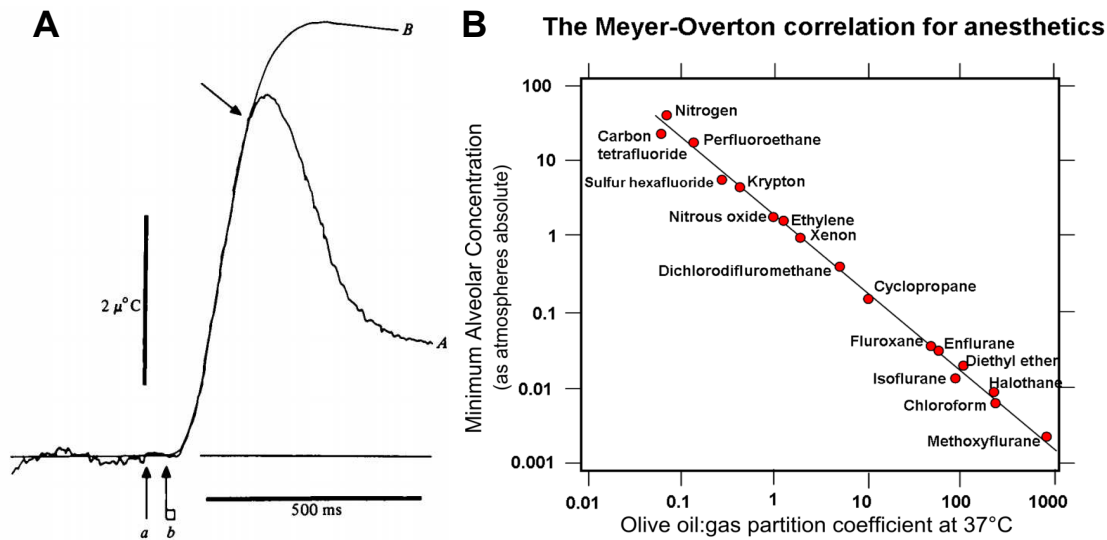 A
B
2 μ°C
A
a
b
500 ms
B
The Meyer-Overton correlation for anesthetics
Minimum Alveolar Concentration
(as atmospheres absolute)
100
10
1
0.1
0.01
0.001
Nitrogen
Carbon
tetrafluoride
Perfluoroethane
Sulfur hexafluoride
Krypton
Nitrous oxide
Ethylene
Xenon
Dichlorodifluromethane
Cyclopropane
Fluroxane
Enflurane
Diethyl ether
Isoflurane
Halothane
Chloroform
Methoxyflurane
0.01
0.1
1
10
100
1000
Olive oil:gas partition coefficient at 37°C